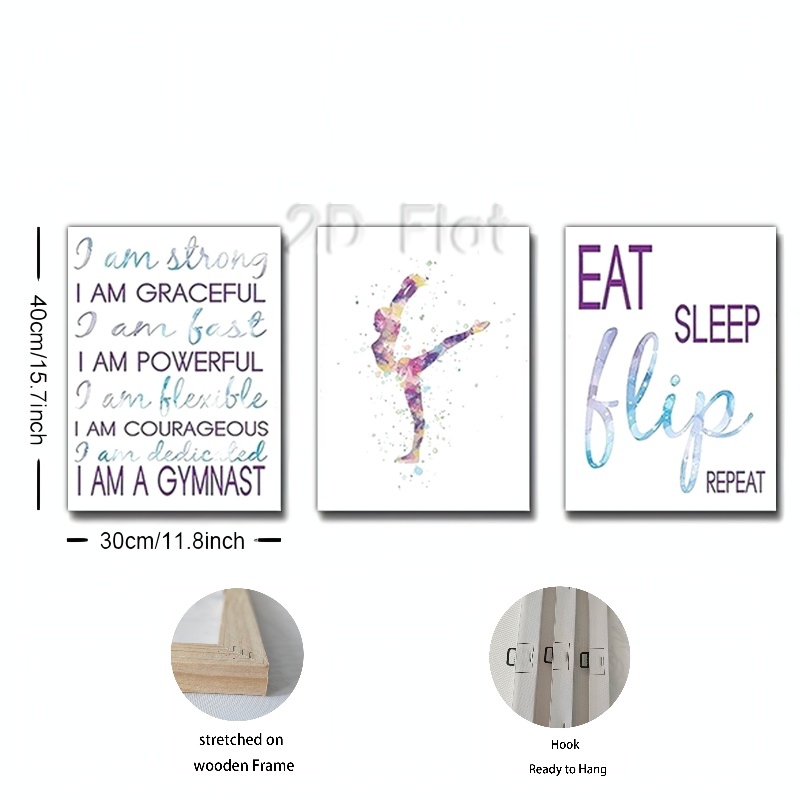 2D Flat
I am strong
I AM GRACEFUL
I am fast
I AM POWERFUL
I am flexible
I AM COURAGEOUS
I am dedicated
I AM A GYMNAST
EAT
SLEEP
flip
REPEAT
40cm/15.7inch
30cm/11.8inch
stretched on
wooden Frame
Hook
Ready to Hang